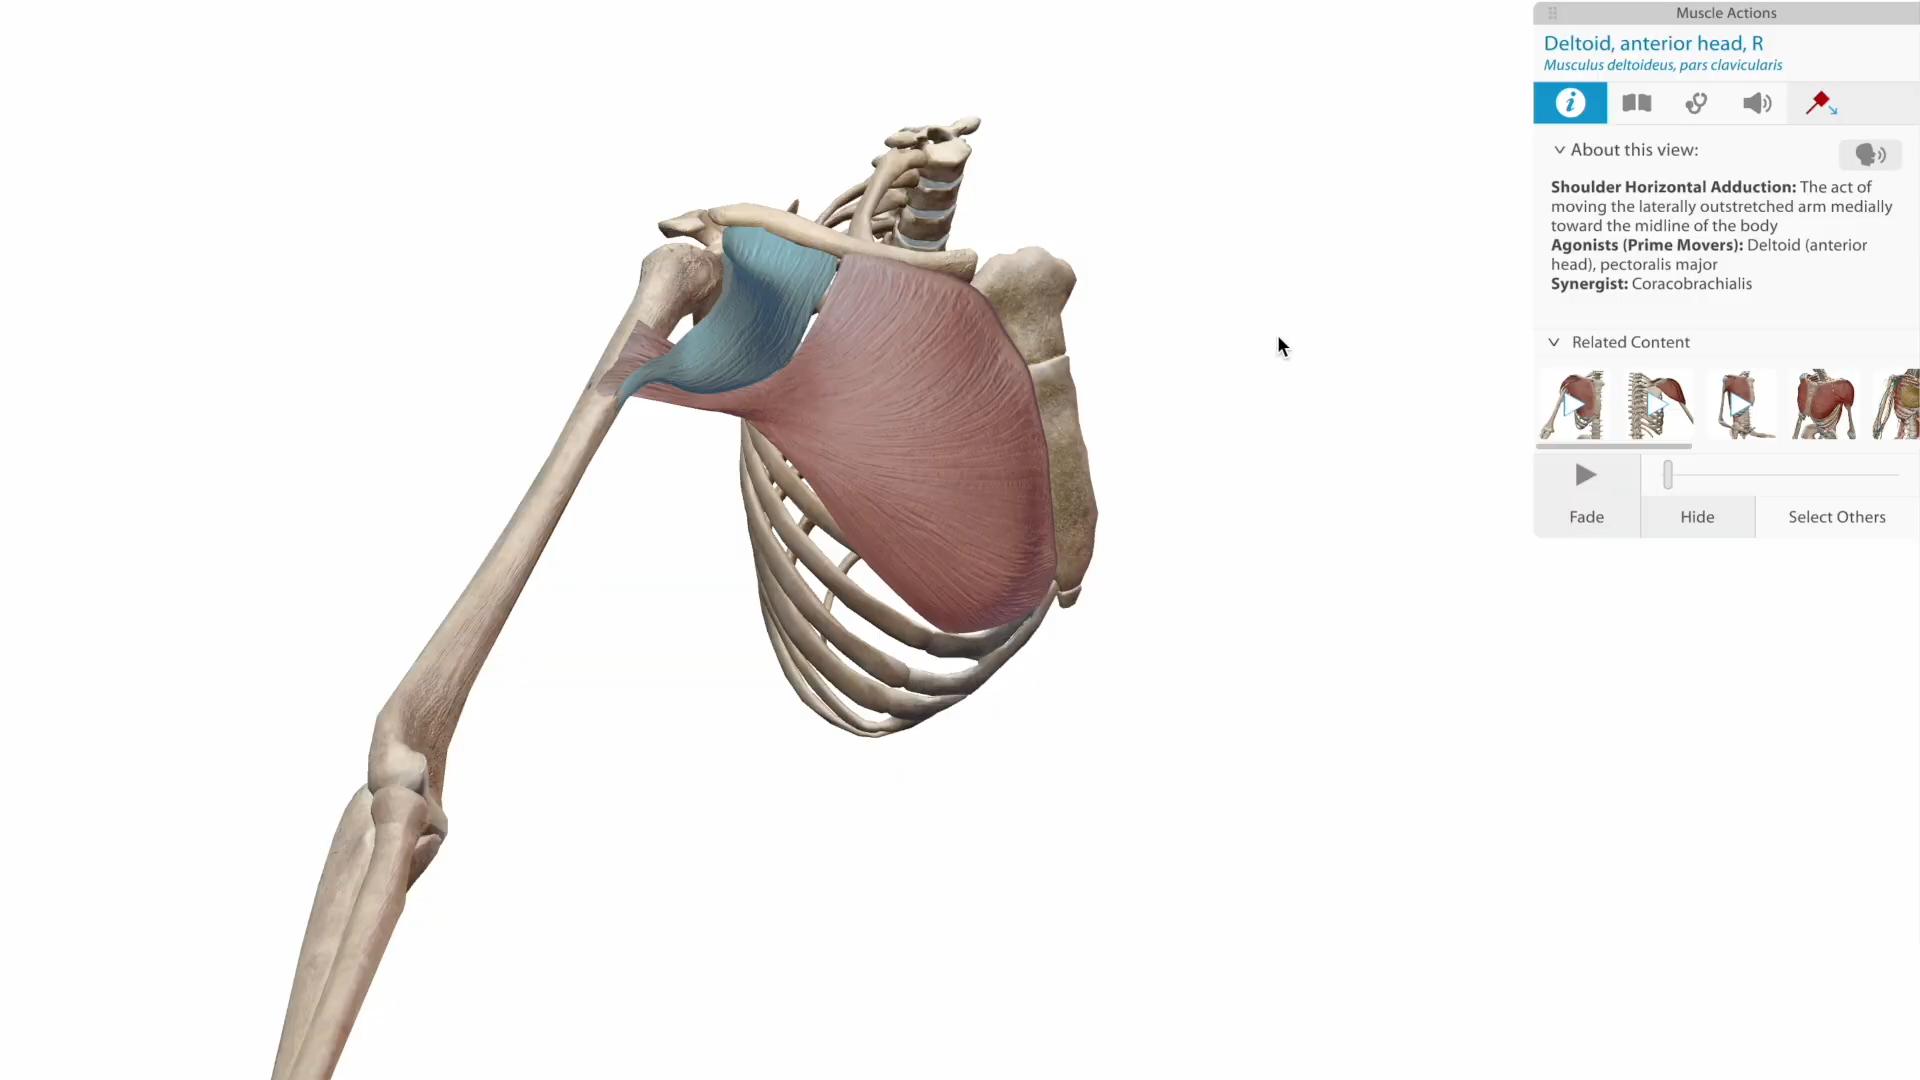 Muscle Actions
Deltoid, anterior head, R
Musculus deltoideus, pars clavicularis
About this view:
Shoulder Horizontal Adduction: The act of
moving the laterally outstretched arm medially
toward the midline of the body
Agonists (Prime Movers): Deltoid (anterior
head), pectoralis major
Synergist: Coracobrachialis
Related Content
Fade
Hide
Select Others